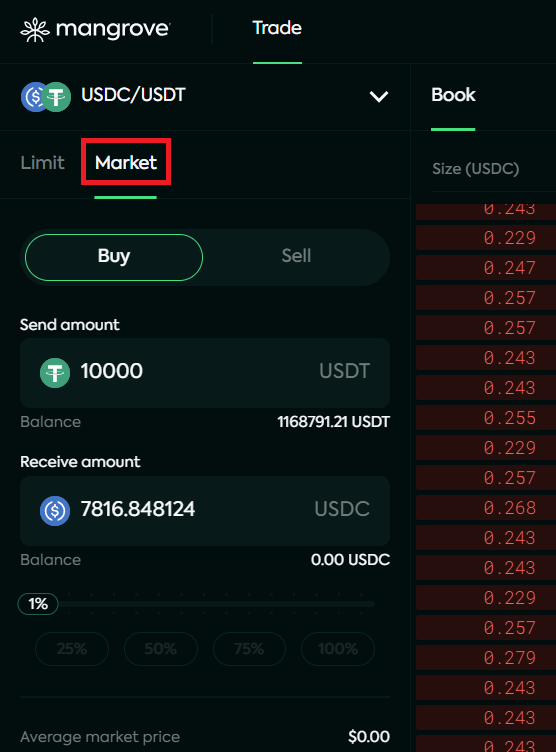 mangrove
Trade
USDC/USDT
Book
Limit
Market
Size (USDC)
Buy
Sell
Send amount
10000
USDT
Balance
1168791.21 USDT
Receive amount
7816.848124
USDC
Balance
0.00 USDC
1%
25%
50%
75%
100%
Average market price
$0.00
0.243
0.229
0.247
0.257
0.257
0.243
0.243
0.255
0.229
0.257
0.268
0.243
0.243
0.229
0.257
0.279
0.243
0.243
0.243